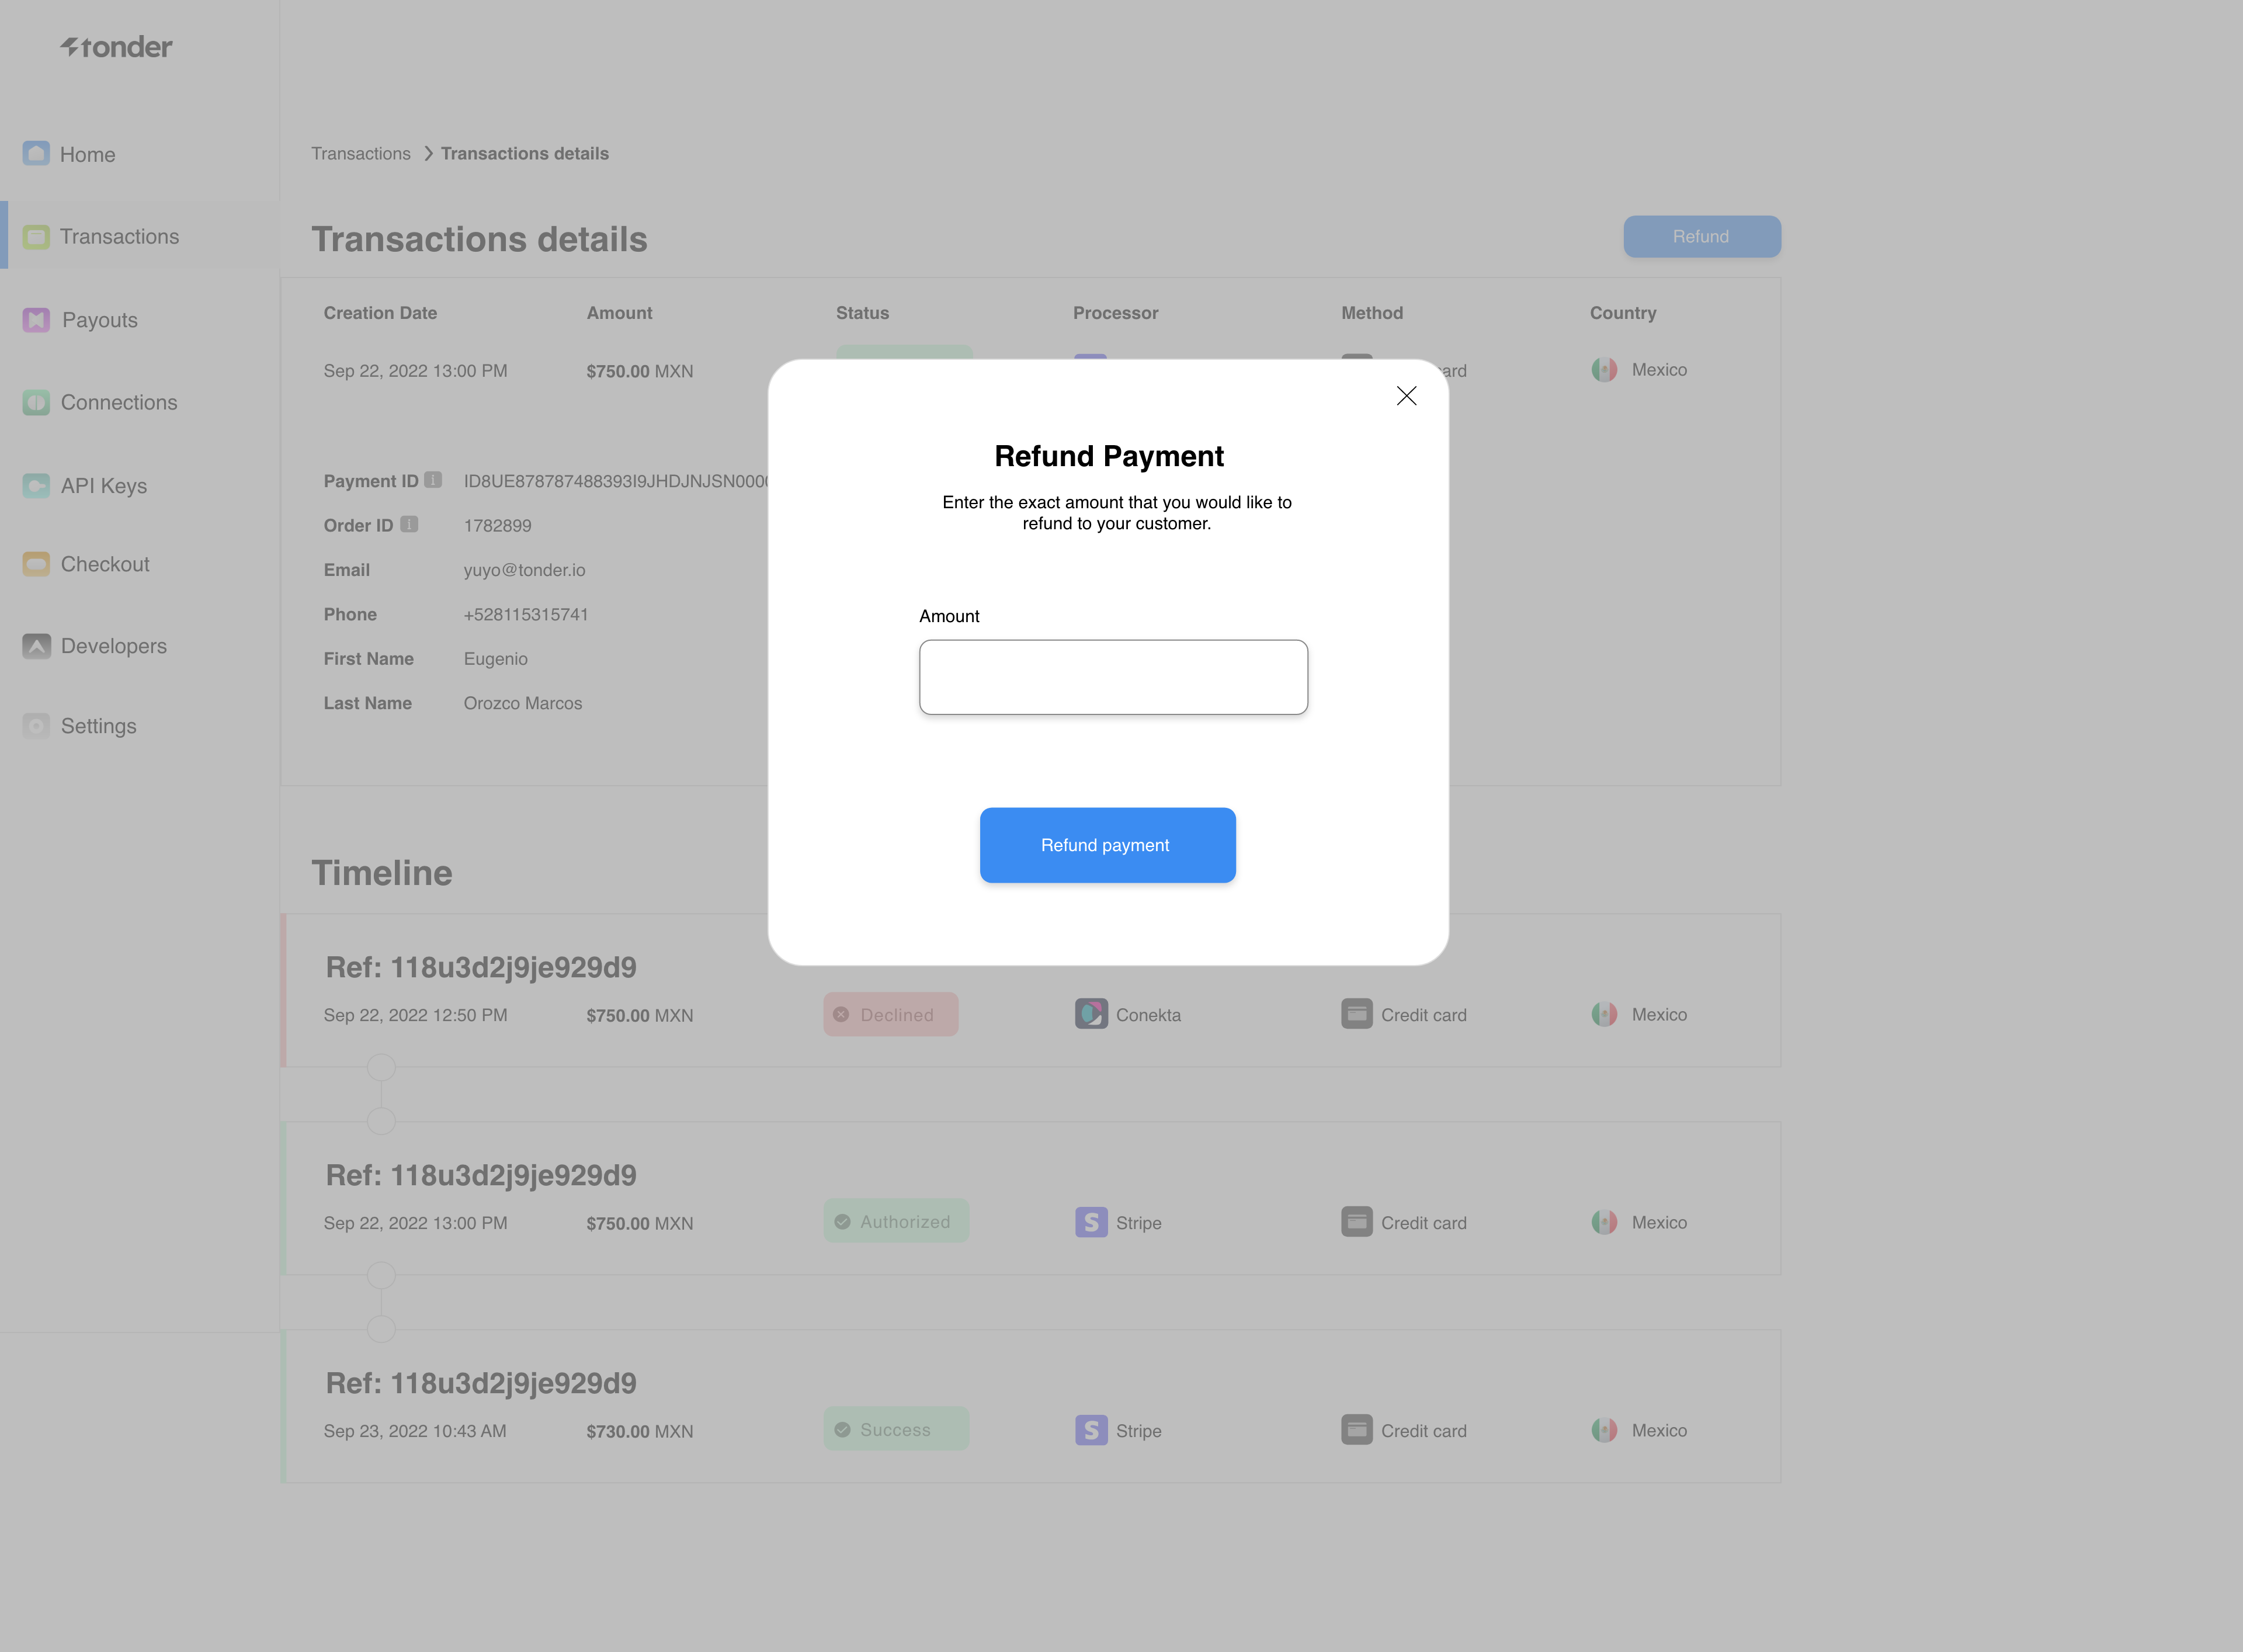 tonder
Home
Transactions
Payouts
Connections
API Keys
Checkout
Developers
Settings
Transactions > Transactions details
Transactions details
Refund
Creation Date Amount Status Processor Method Country
Sep 22, 2022 13:00 PM $750.00 MXN Mexico
Payment ID ID8UE878787488393I9JHDJNJSN000
Order ID 1782899
Email yuyo@tonder.io
Phone +528115315741
First Name Eugenio
Last Name Orozco Marcos
Refund Payment
Enter the exact amount that you would like to
refund to your customer.
Amount
Refund payment
Timeline
Ref: 118u3d2j9je929d9
Sep 22, 2022 12:50 PM $750.00 MXN Declined Conekta Credit card Mexico
Ref: 118u3d2j9je929d9
Sep 22, 2022 13:00 PM $750.00 MXN Authorized Stripe Credit card Mexico
Ref: 118u3d2j9je929d9
Sep 23, 2022 10:43 AM $730.00 MXN Success Stripe Credit card Mexico